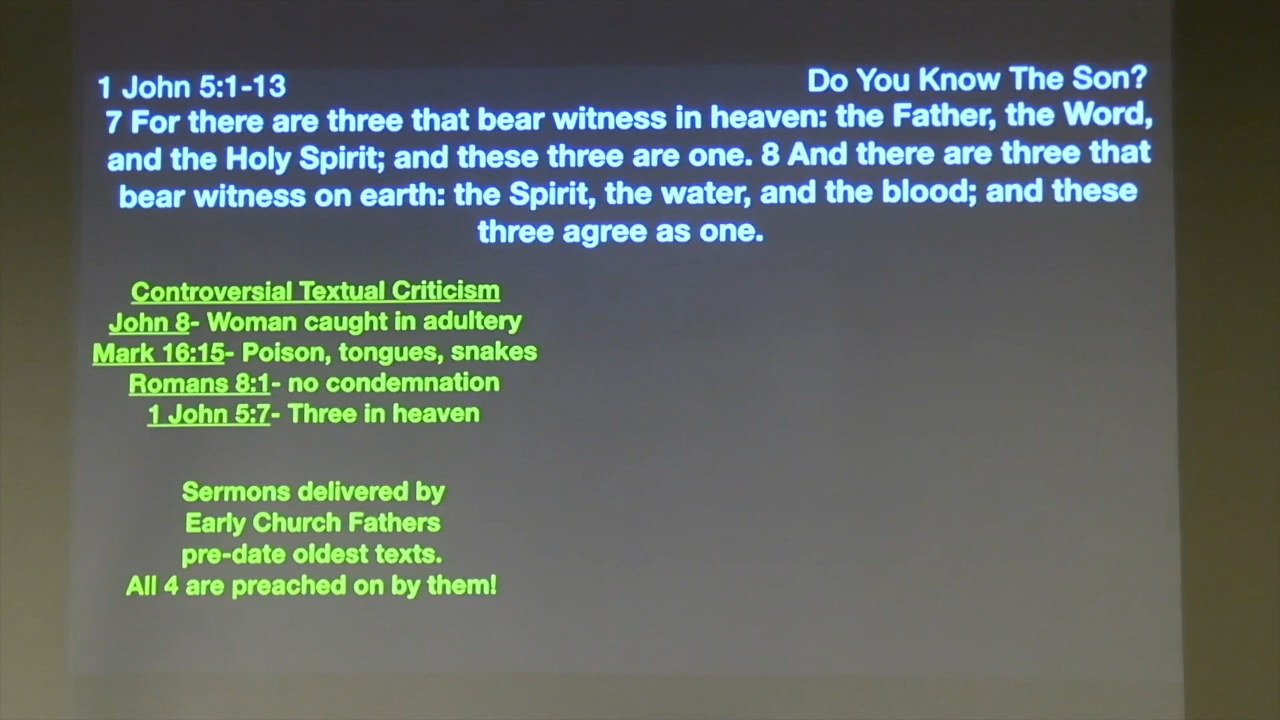 1 John 5:1-13 Do You Know The Son?
7 For there are three that bear witness in heaven: the Father, the Word,
and the Holy Spirit; and these three are one. 8 And there are three that
bear witness on earth: the Spirit, the water, and the blood; and these
three agree as one.
Controversial Textual Criticism
John 8- Woman caught in adultery
Mark 16:15- Poison, tongues, snakes
Romans 8:1- no condemnation
1 John 5:7- Three in heaven
Sermons delivered by
Early Church Fathers
pre-date oldest texts.
All 4 are preached on by them!